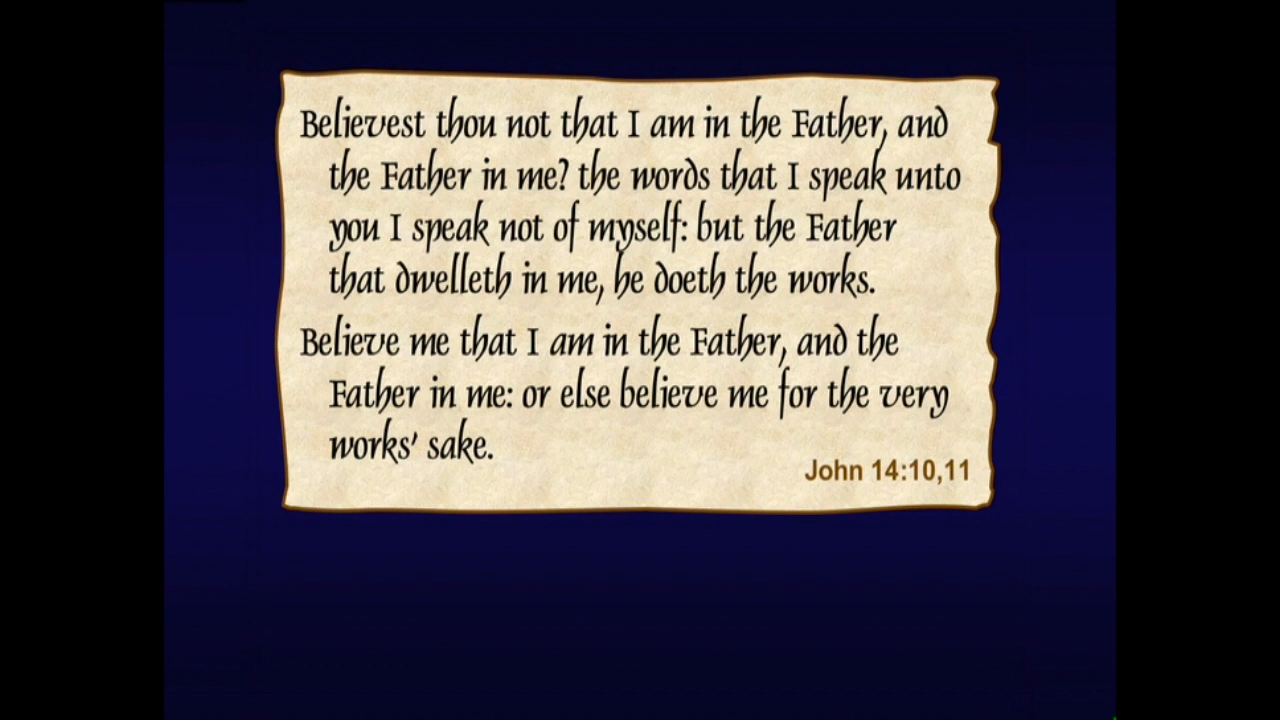 Believest thou not that I am in the Father, and
the Father in me? the words that I speak unto
you I speak not of myself: but the Father
that dwelleth in me, he doeth the works.
Believe me that I am in the Father, and the
Father in me: or else believe me for the very
works' sake.
John 14:10,11